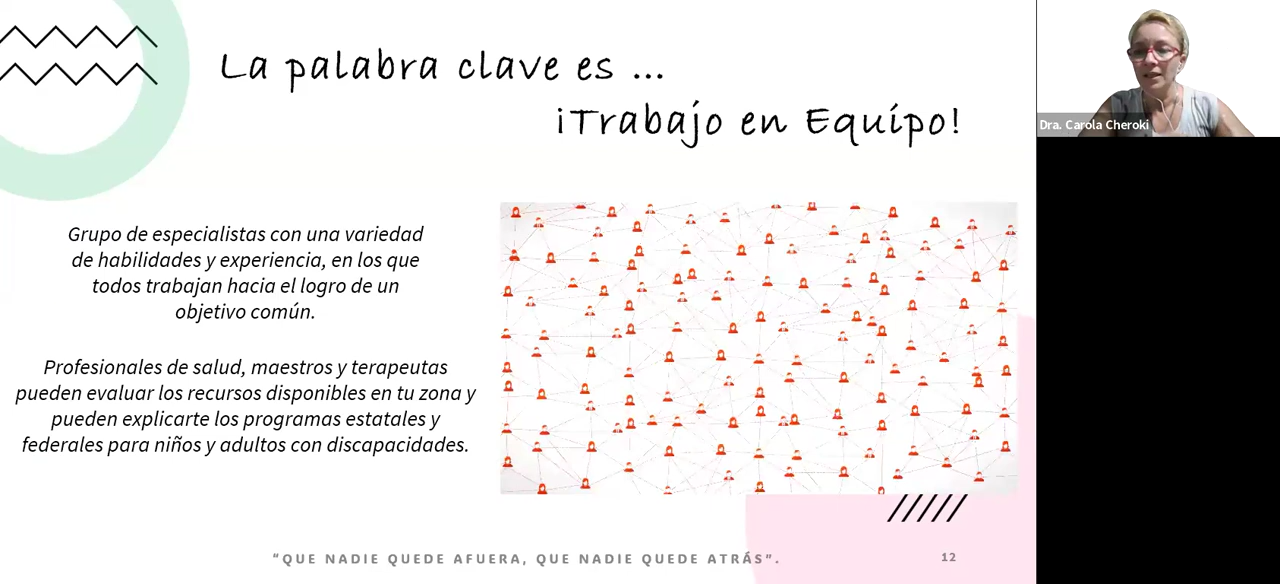 La palabra clave es ...
¡Trabajo en Equipo!
Grupo de especialistas con una variedad
de habilidades y experiencia, en los que
todos trabajan hacia el logro de un
objetivo común.
Profesionales de salud, maestros y terapeutas
pueden evaluar los recursos disponibles en tu zona y
pueden explicarte los programas estatales y
federales para niños y adultos con discapacidades.
"QUE NADIE QUEDE AFUERA, QUE NADIE QUEDE ATRÁS".
12
Dra. Carola Cheroki